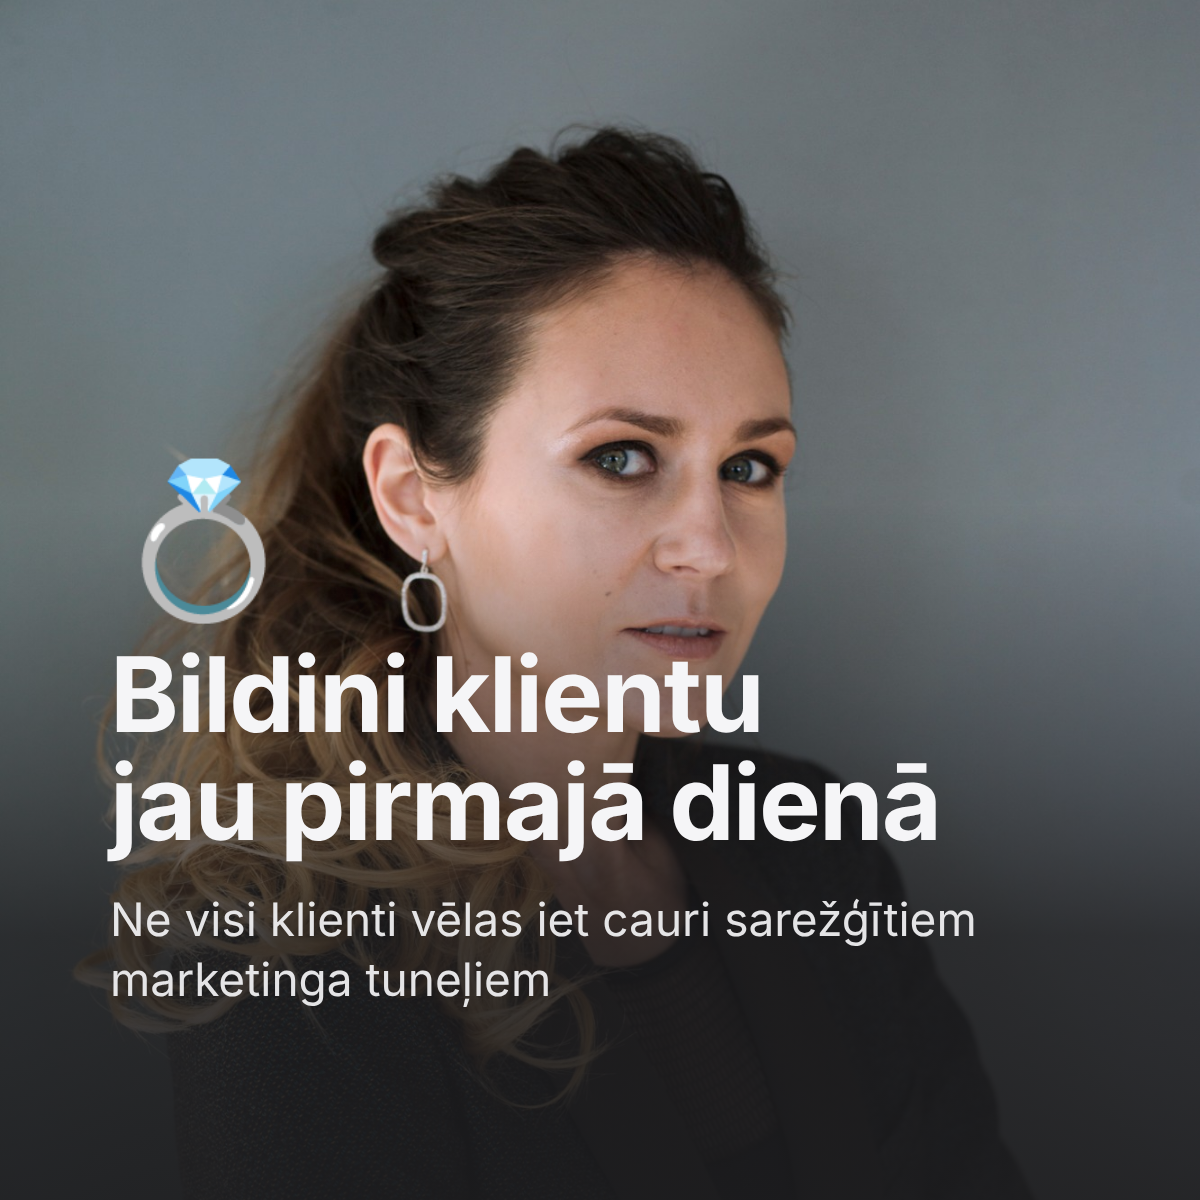 Bildini klientu
jau pirmajā dienā
Ne visi klienti vēlas iet cauri sarežģītiem
marketinga tuneļiem